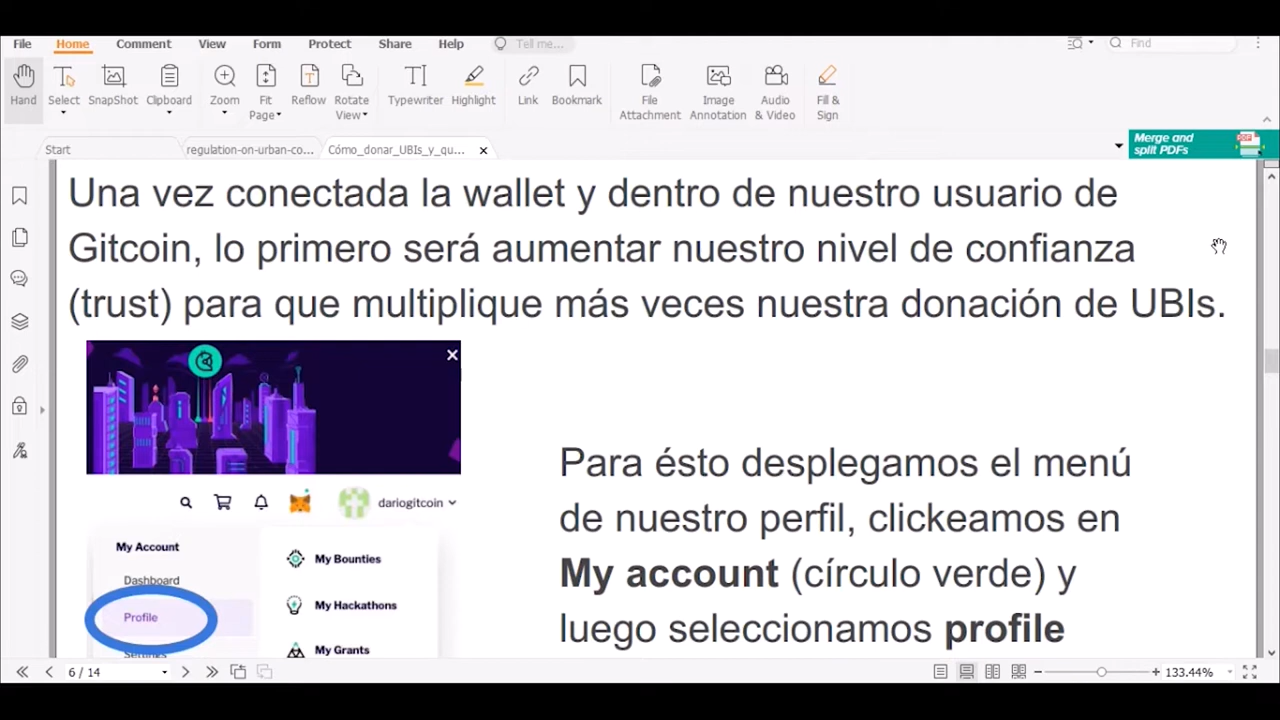 File Home Comment View Form Protect Share Help Tell me... Find
Hand Select SnapShot Clipboard Zoom Fit Page Reflow Rotate View Typewriter Highlight Link Bookmark File Attachment Image Annotation Audio & Video Fill & Sign
Start regulation-on-urban-co... Cómo_donar_UBIs_y_qu...
Merge and
split PDFs
PDF
Una vez conectada la wallet y dentro de nuestro usuario de
Gitcoin, lo primero será aumentar nuestro nivel de confianza
(trust) para que multiplique más veces nuestra donación de UBIs.
dariogitcoin
My Account
Dashboard
Profile
Settings
My Bounties
My Hackathons
My Grants
Para ésto desplegamos el menú
de nuestro perfil, clickeamos en
My account (círculo verde) y
luego seleccionamos profile
6 / 14
133.44%